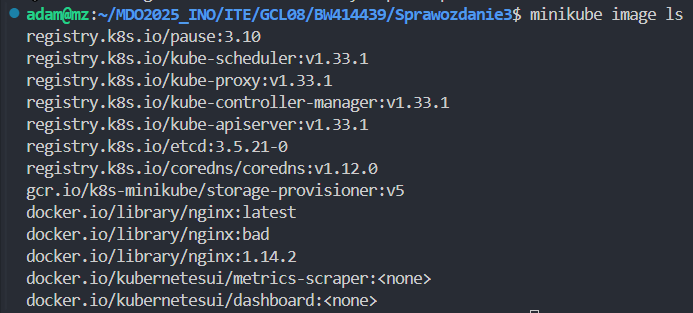 adam@mz:~/MDO2025_INO/ITE/GCL08/BW414439/Sprawozdanie3$ minikube image ls
registry.k8s.io/pause:3.10
registry.k8s.io/kube-scheduler:v1.33.1
registry.k8s.io/kube-proxy:v1.33.1
registry.k8s.io/kube-controller-manager:v1.33.1
registry.k8s.io/kube-apiserver:v1.33.1
registry.k8s.io/etcd:3.5.21-0
registry.k8s.io/coredns/coredns:v1.12.0
gcr.io/k8s-minikube/storage-provisioner:v5
docker.io/library/nginx:latest
docker.io/library/nginx:bad
docker.io/library/nginx:1.14.2
docker.io/kubernetesui/metrics-scraper:<none>
docker.io/kubernetesui/dashboard:<none>